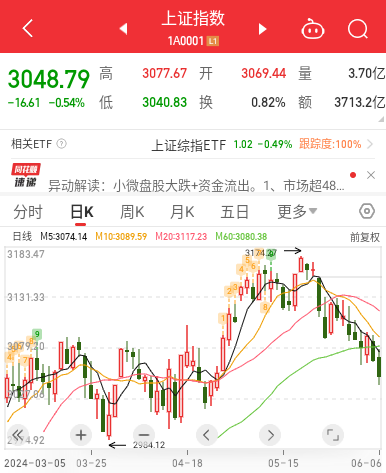 上证指数
1A0001 L1
3048.79 高 3077.67 开 3069.44 量 3.70亿
-16.61 -0.54% 低 3040.83 换 0.82% 额 3713.2亿
相关ETF ? 上证综指ETF 1.02 -0.49% 跟踪度:100%
同花顺
速递
异动解读：小微盘股大跌+资金流出。1、市场超48...
分时 日K 周K 月K 五日 更多
日线 M5:3074.14 M10:3089.59 M20:3117.23 M60:3080.38 前复权
3183.47
3174.27
3131.33
3079.20
2974.92
2984.12
2024-03-05 03-25 04-18 05-15 06-06